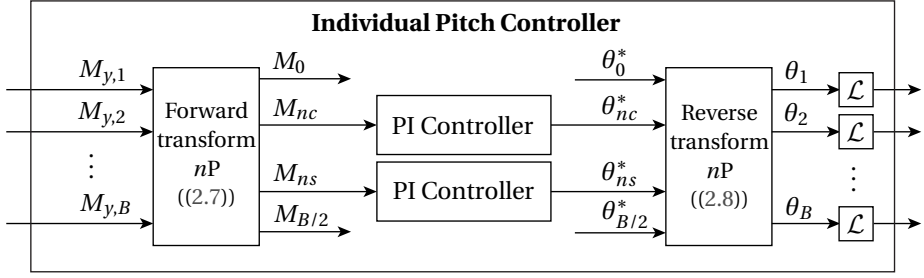 Individual Pitch Controller
M_{y,1}
M_{y,2}
⋮
M_{y,B}
Forward
transform
nP
((2.7))
M_0
M_{nc}
M_{ns}
M_{B/2}
PI Controller
PI Controller
θ_0^*
θ_{nc}^*
θ_{ns}^*
θ_{B/2}^*
Reverse
transform
nP
((2.8))
θ_1
θ_2
θ_B
ℒ
ℒ
⋮
ℒ